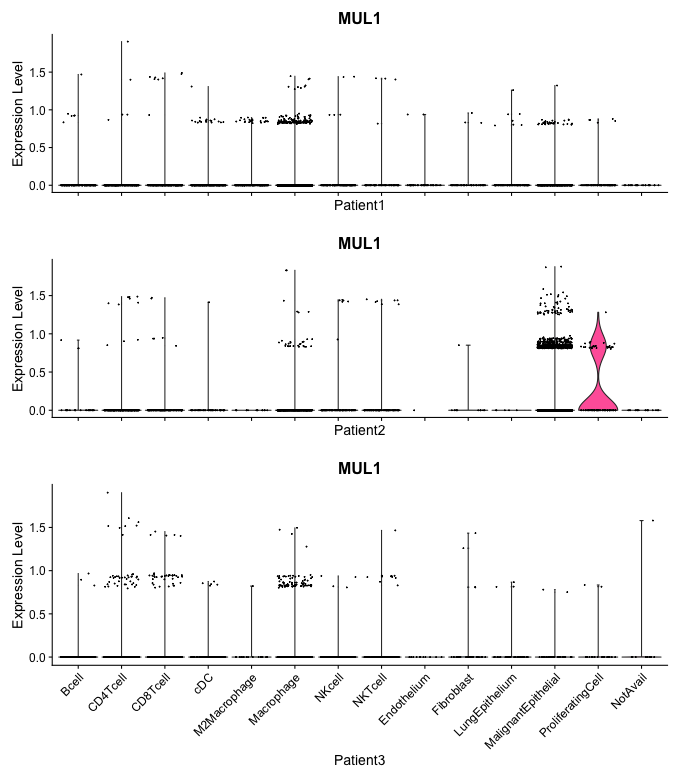 MUL1
Expression Level
1.5
1.0
0.5
0.0
Patient1
MUL1
Expression Level
1.5
1.0
0.5
0.0
Patient2
MUL1
Expression Level
1.5
1.0
0.5
0.0
Bcell
CD4Tcell
CD8Tcell
cDC
M2Macrophage
Macrophage
NKcell
NKTcell
Endothelium
Fibroblast
LungEpithelium
MalignantEpithelial
ProliferatingCell
NotAvail
Patient3